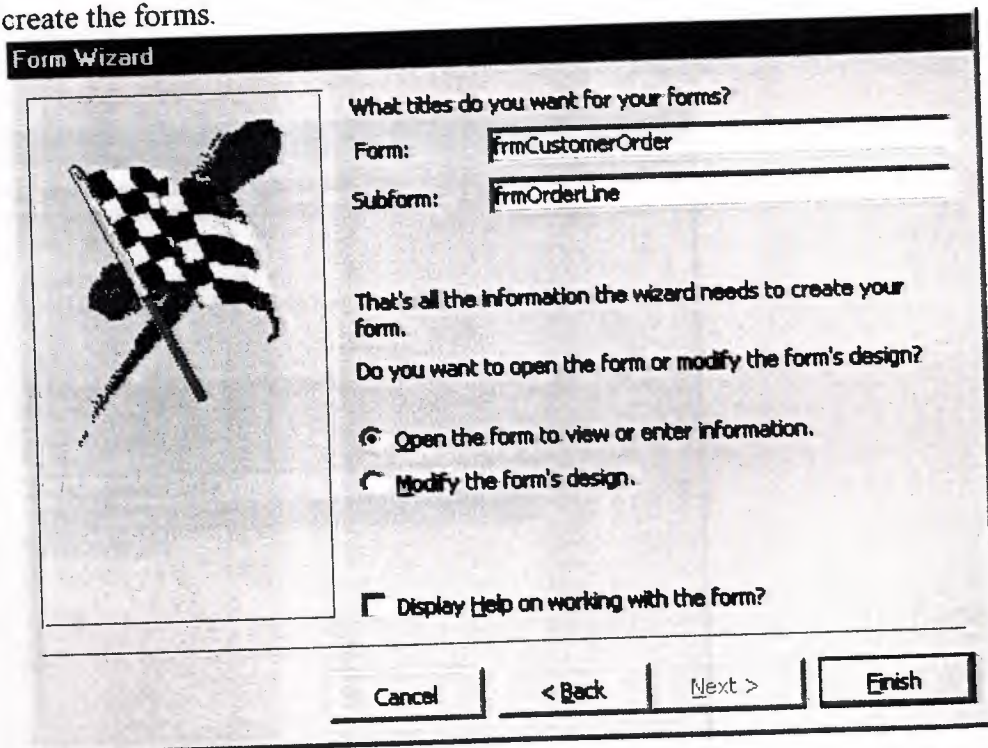 create the forms.
Form Wizard
What titles do you want for your forms?
Form: frmCustomerOrder
Subform: frmOrderLine
That's all the information the wizard needs to create your
form.
Do you want to open the form or modify the form's design?
Open the form to view or enter information.
Modify the form's design.
Display Help on working with the form?
Cancel < Back Next > Finish